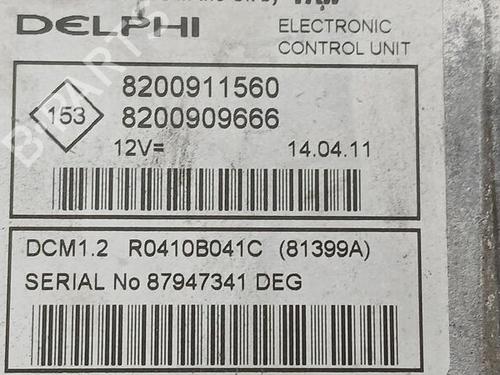 DELPHI
ELECTRONIC
CONTROL UNIT
153
8200911560
8200909666
12V=
14.04.11
DCM1.2 R0410B041C (81399A)
SERIAL No 87947341 DEG